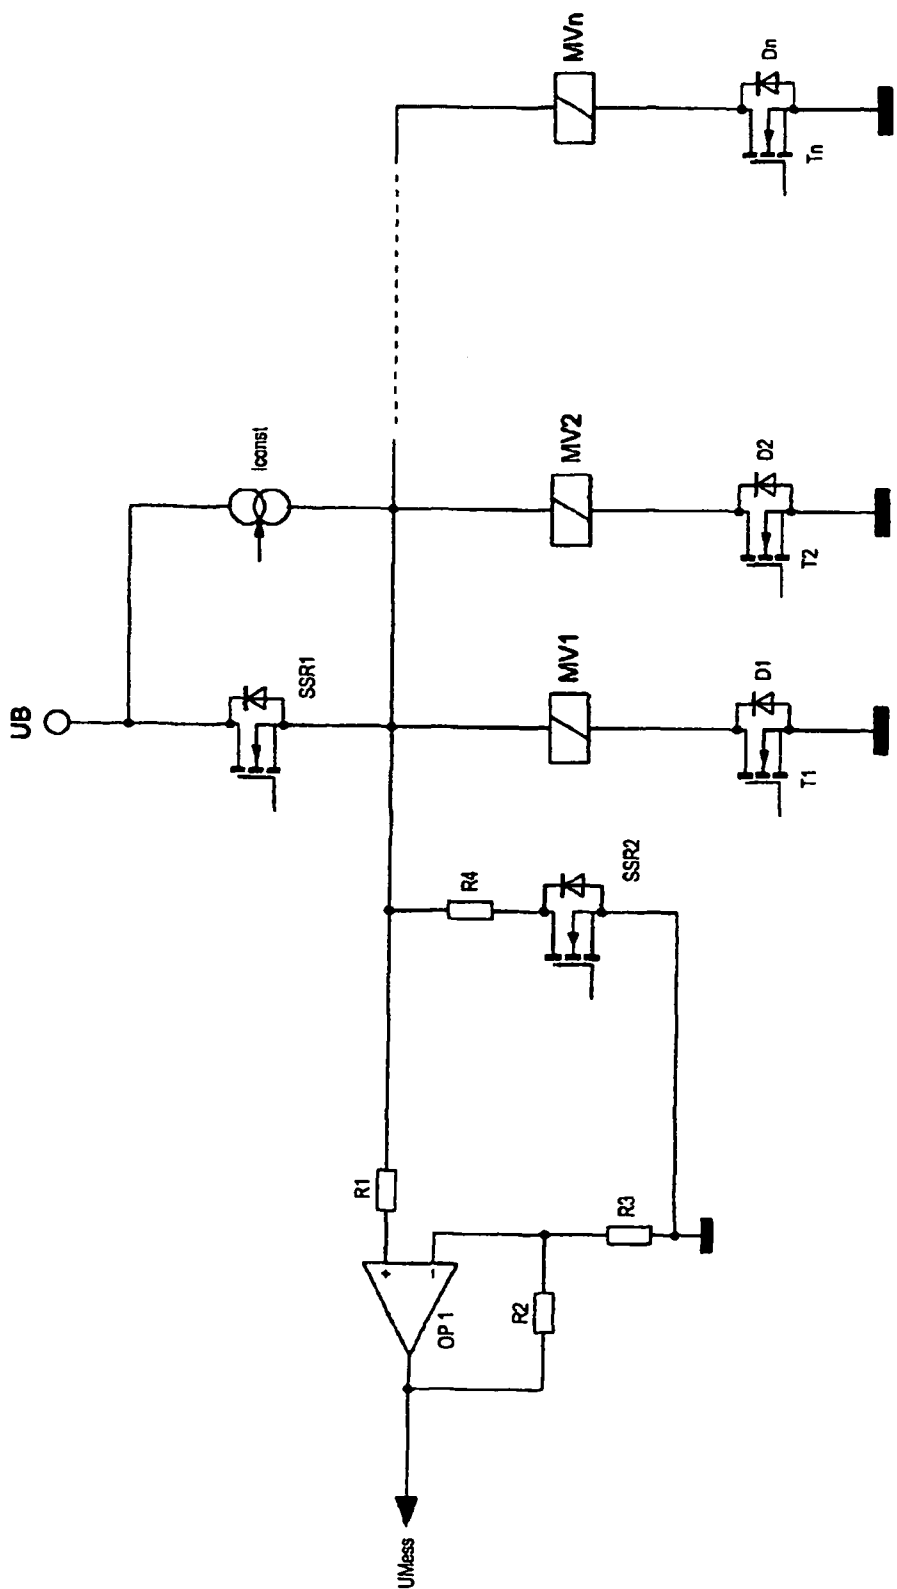 UB
SSR1
Iconst
UMess
OP1
+
-
R1
R2
R3
R4
SSR2
MV1
MV2
MVn
T1
D1
T2
D2
Tn
Dn